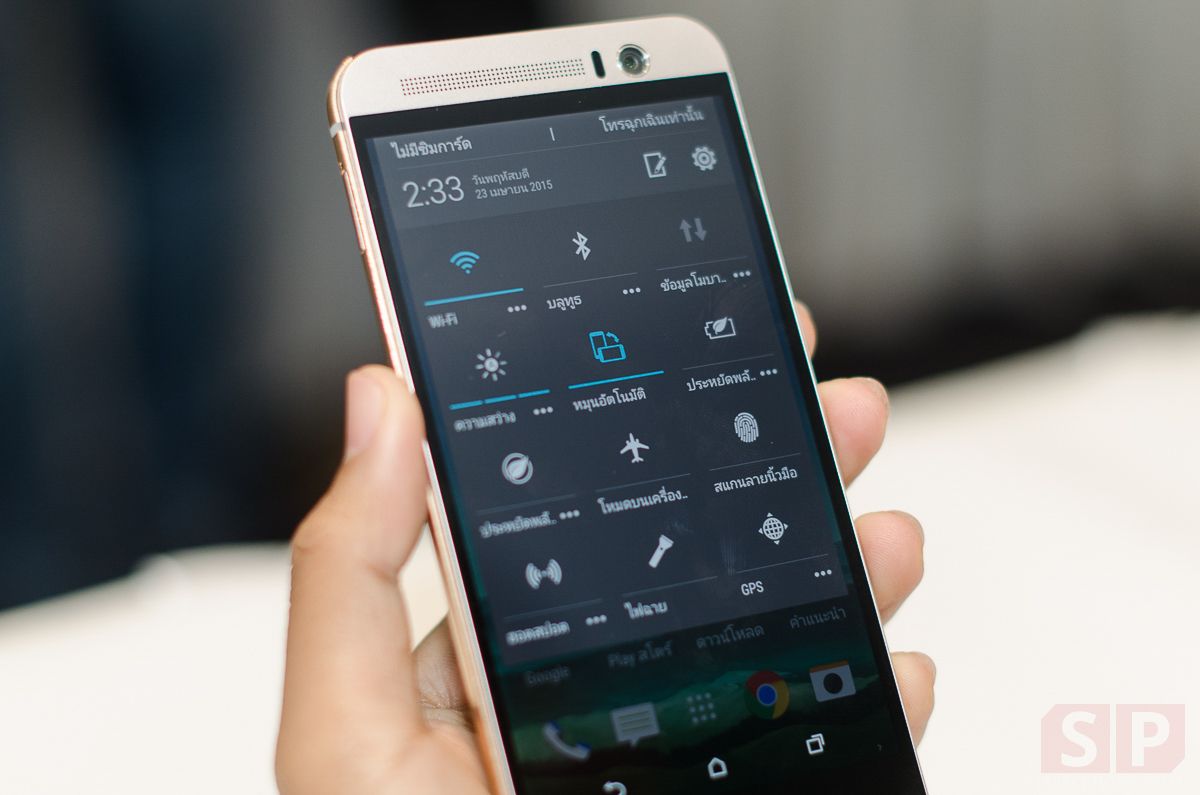 ไม่มีซิมการ์ด | โทรฉุกเฉินเท่านั้น
2:33
วันพฤหัสบดี
23 เมษายน 2015
Wi-Fi
บลูทูธ
ข้อมูลโมบา..
ความสว่าง
หมุนอัตโนมัติ
ประหยัดพลั..
ประหยัดพลั..
โหมดบนเครื่อง..
สแกนลายนิ้วมือ
ฮอตสปอต
ไฟฉาย
GPS
Google
Play สโตร์
ดาวน์โหลด
คำแนะนำ
SP